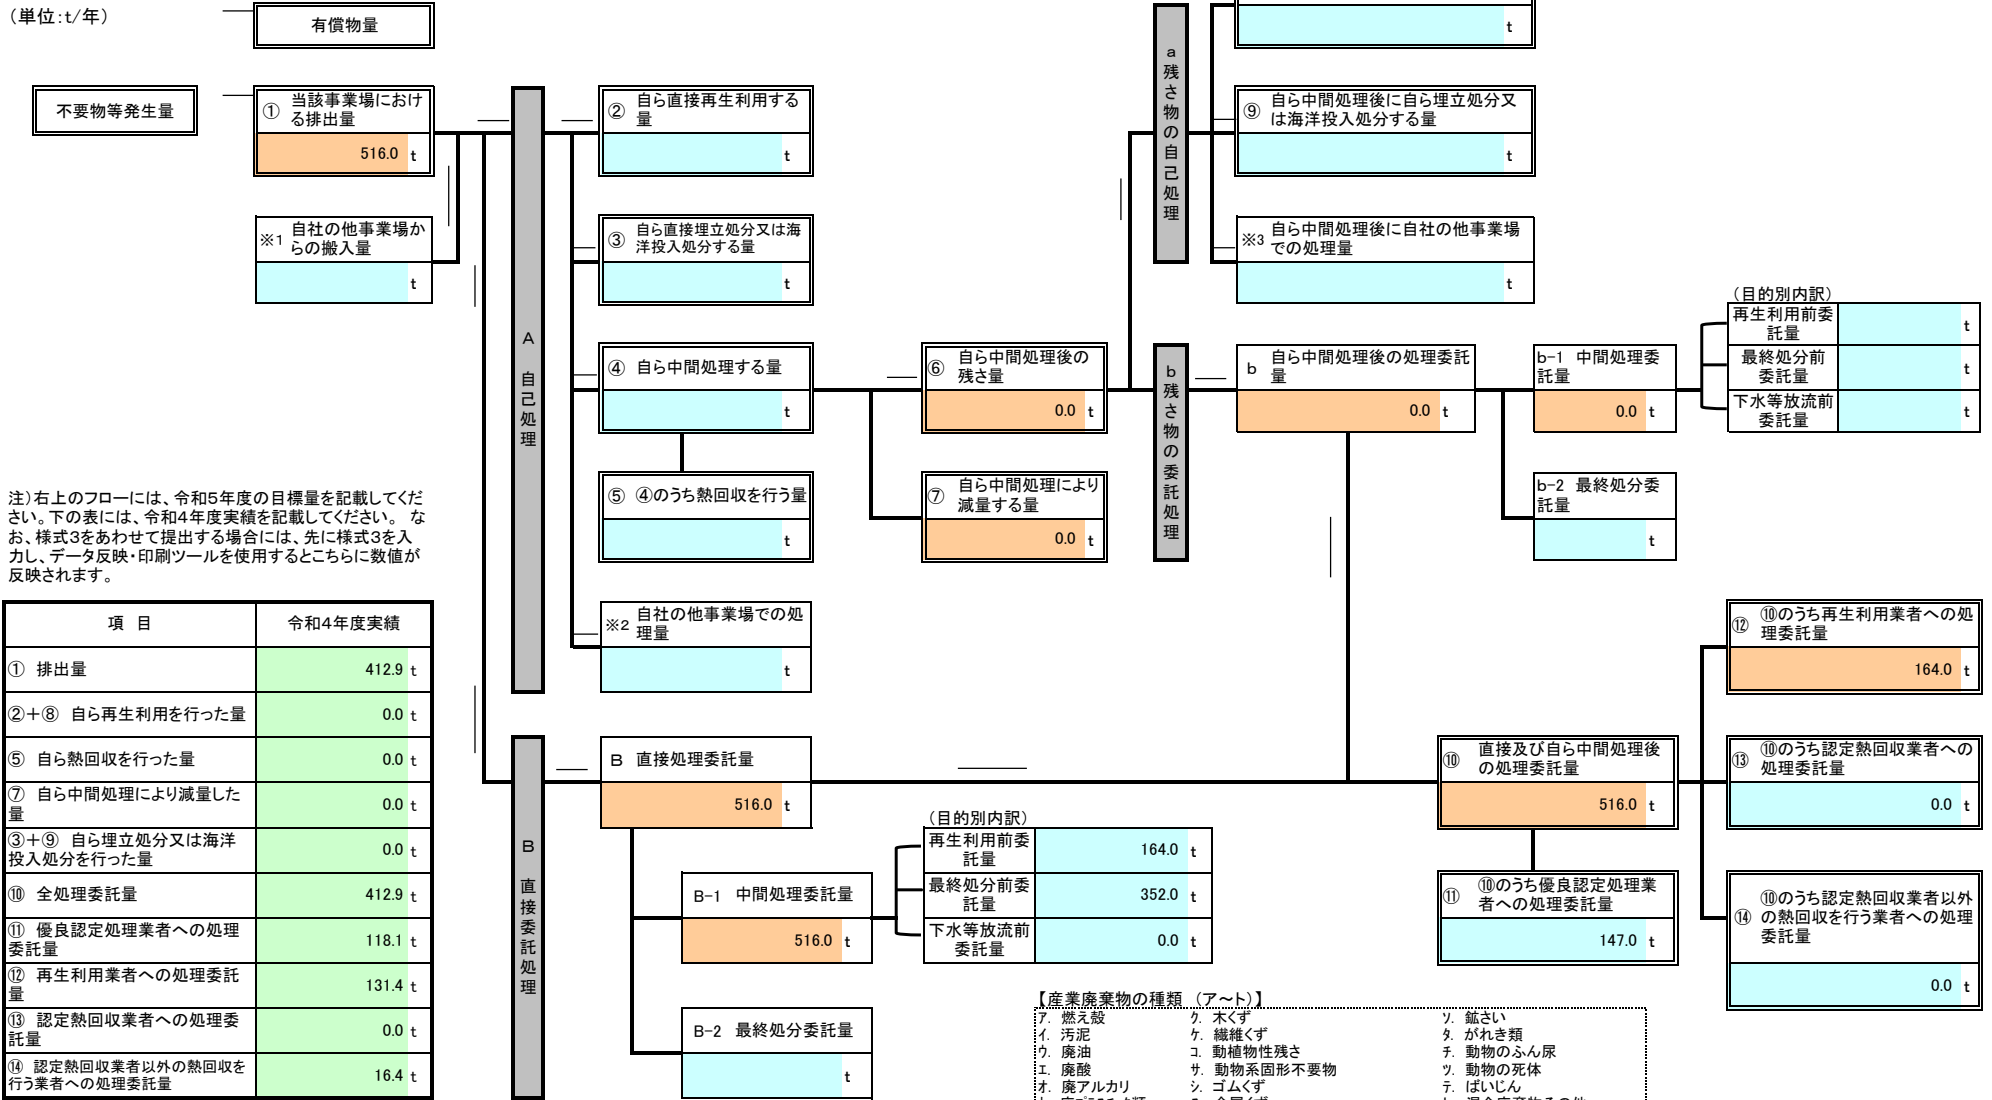 （単位:t/年）
有償物量
t
不要物等発生量
① 当該事業場におけ
る排出量
516.0 t
※1 自社の他事業場か
らの搬入量
t
A 自己処理
② 自ら直接再生利用する
量
t
③ 自ら直接埋立処分又は海
洋投入処分する量
t
④ 自ら中間処理する量
t
⑤ ④のうち熱回収を行う量
t
※2 自社の他事業場での処
理量
t
⑥ 自ら中間処理後の
残さ量
0.0 t
⑦ 自ら中間処理により
減量する量
0.0 t
a 残さ物の自己処理
⑨ 自ら中間処理後に自ら埋立処分又
は海洋投入処分する量
t
※3 自ら中間処理後に自社の他事業場
での処理量
t
b 残さ物の委託処理
b 自ら中間処理後の処理委託
量
0.0 t
b-1 中間処理委
託量
0.0 t
b-2 最終処分委
託量
t
（目的別内訳）
再生利用前委
託量
t
最終処分前
委託量
t
下水等放流前
委託量
t
注）右上のフローには、令和5年度の目標量を記載してくだ
さい。下の表には、令和4年度実績を記載してください。 な
お、様式3をあわせて提出する場合には、先に様式3を入
力し、データ反映・印刷ツールを使用するとこちらに数値が
反映されます。
項 目 令和4年度実績
① 排出量 412.9 t
②＋⑧ 自ら再生利用を行った量 0.0 t
⑤ 自ら熱回収を行った量 0.0 t
⑦ 自ら中間処理により減量した
量 0.0 t
③＋⑨ 自ら埋立処分又は海洋
投入処分を行った量 0.0 t
⑩ 全処理委託量 412.9 t
⑪ 優良認定処理業者への処理
委託量 118.1 t
⑫ 再生利用業者への処理委託
量 131.4 t
⑬ 認定熱回収業者への処理委
託量 0.0 t
⑭ 認定熱回収業者以外の熱回収を
行う業者への処理委託量 16.4 t
B 直接委託処理
B 直接処理委託量
516.0 t
B-1 中間処理委託量
516.0 t
B-2 最終処分委託量
t
（目的別内訳）
再生利用前委
託量
164.0 t
最終処分前委
託量
352.0 t
下水等放流前
委託量
0.0 t
⑩ 直接及び自ら中間処理後
の処理委託量
516.0 t
⑪ ⑩のうち優良認定処理業
者への処理委託量
147.0 t
⑫ ⑩のうち再生利用業者への処
理委託量
164.0 t
⑬ ⑩のうち認定熱回収業者への
処理委託量
0.0 t
⑭ ⑩のうち認定熱回収業者以外
の熱回収を行う業者への処理
委託量
0.0 t
【産業廃棄物の種類 （ア～ト）】
ア. 燃え殻 ク. 木くず ソ. 鉱さい
イ. 汚泥 ケ. 繊維くず タ. がれき類
ウ. 廃油 コ. 動植物性残さ チ. 動物のふん尿
エ. 廃酸 サ. 動物系固形不要物 ツ. 動物の死体
オ. 廃アルカリ シ. ゴムくず テ. ばいじん